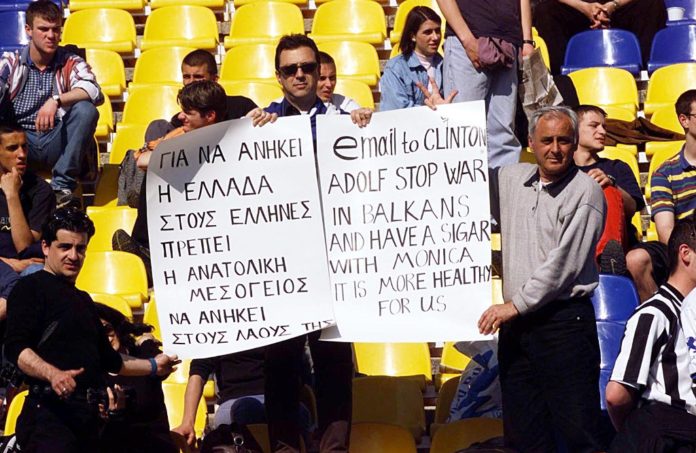 ΓΙΑ ΝΑ ΑΝΗΚΕΙ
Η ΕΛΛΑΔΑ
ΣΤΟΥΣ ΕΛΛΗΝΕΣ
ΠΡΕΠΕΙ
Η ΑΝΑΤΟΛΙΚΗ
ΜΕΣΟΓΕΙΟΣ
ΝΑ ΑΝΗΚΕΙ
ΣΤΟΥΣ ΛΑΟΥΣ ΤΗΣ
email to CLINTON
ADOLF STOP WAR
IN BALKANS
AND HAVE A SIGAR
WITH MONICA
IT IS MORE HEALTHY
FOR US